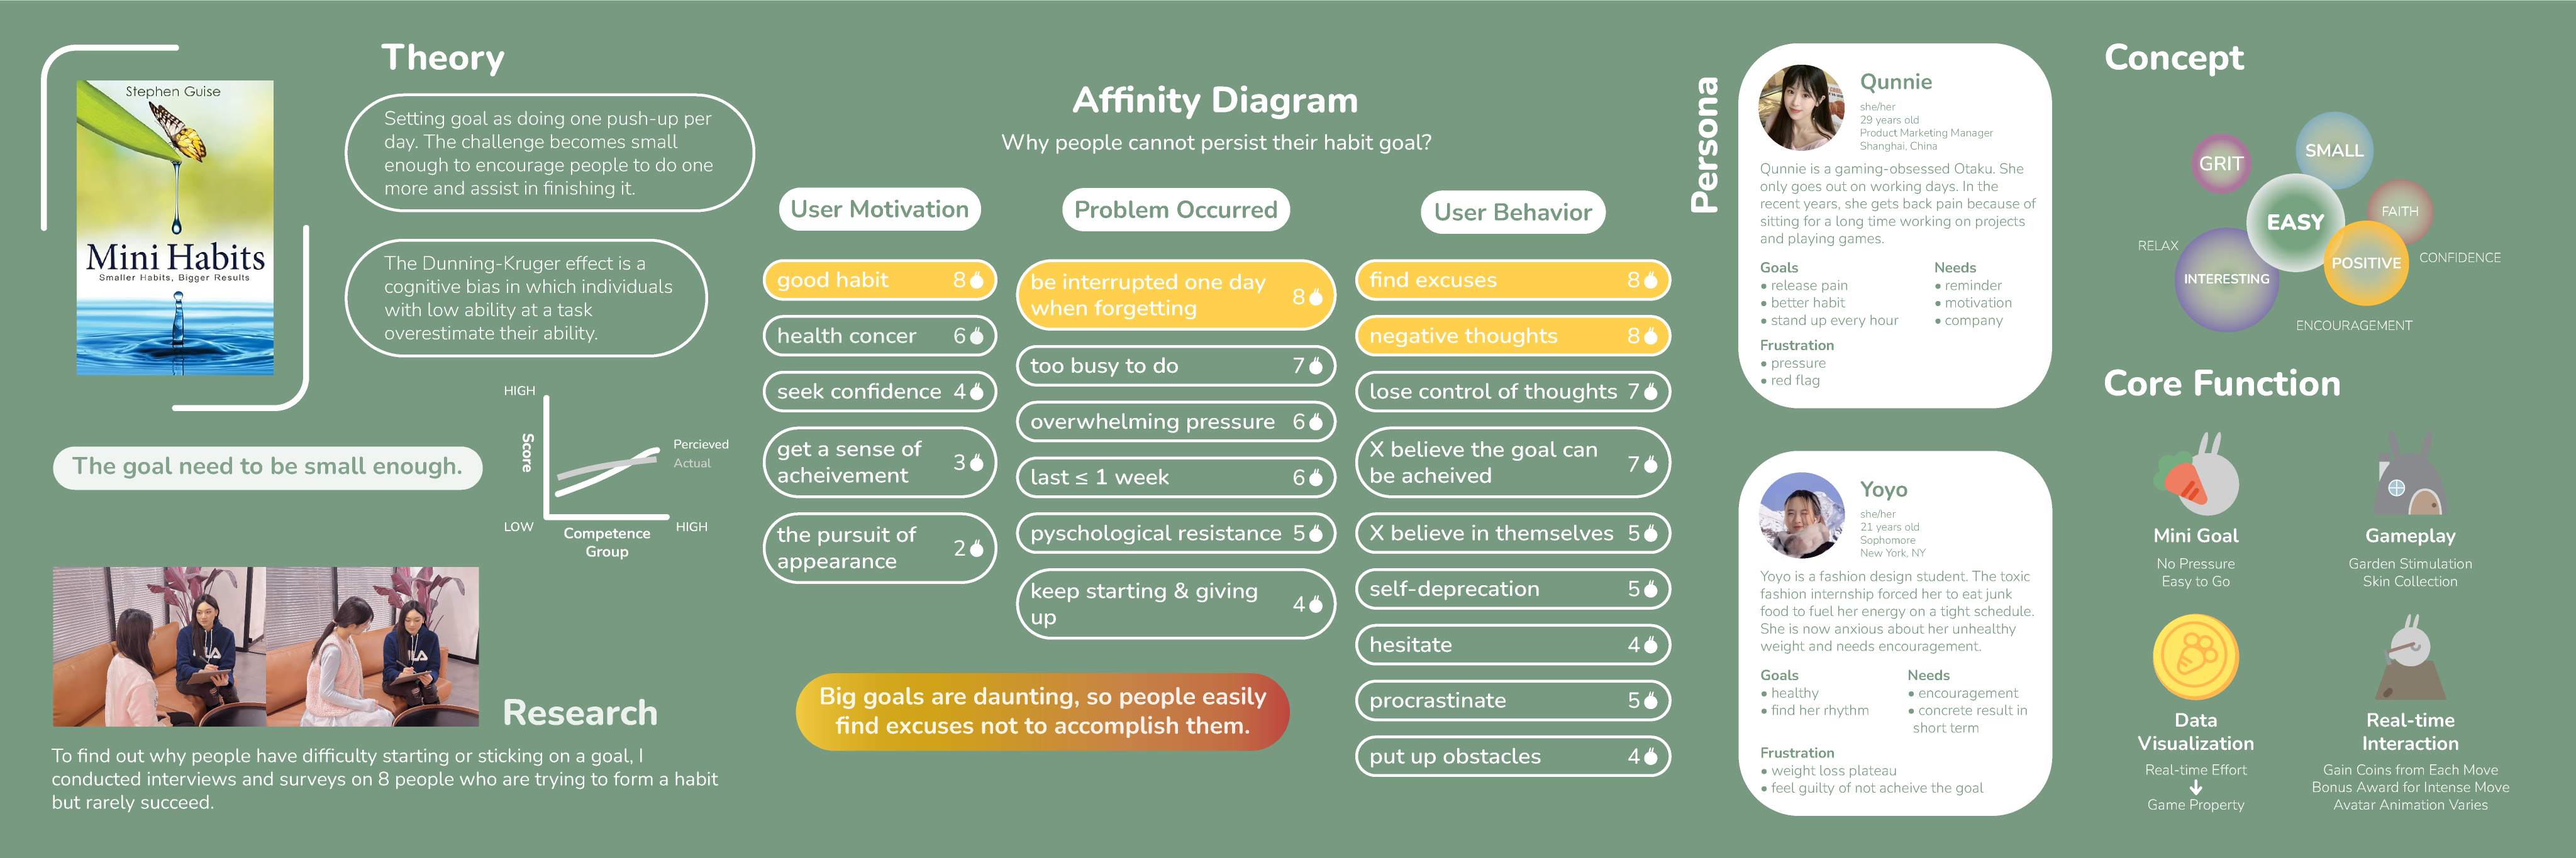 Stephen Guise
Mini Habits
Smaller Habits, Bigger Results
Theory
Setting goal as doing one push-up per
day. The challenge becomes small
enough to encourage people to do one
more and assist in finishing it.
The Dunning-Kruger effect is a
cognitive bias in which individuals
with low ability at a task
overestimate their ability.
HIGH
Score
Percieved
Actual
LOW
Competence
Group
HIGH
The goal need to be small enough.
Research
To find out why people have difficulty starting or sticking on a goal, I
conducted interviews and surveys on 8 people who are trying to form a habit
but rarely succeed.
Affinity Diagram
Why people cannot persist their habit goal?
User Motivation
good habit 8
health concer 6
seek confidence 4
get a sense of
acheivement 3
the pursuit of
appearance 2
Problem Occurred
be interrupted one day
when forgetting 8
too busy to do 7
overwhelming pressure 6
last ≤ 1 week 6
pyschological resistance 5
keep starting & giving
up 4
User Behavior
find excuses 8
negative thoughts 8
lose control of thoughts 7
X believe the goal can
be acheived 7
X believe in themselves 5
self-deprecation 5
hesitate 4
procrastinate 5
put up obstacles 4
Big goals are daunting, so people easily
find excuses not to accomplish them.
Persona
Qunnie
she/her
29 years old
Product Marketing Manager
Shanghai, China
Qunnie is a gaming-obsessed Otaku. She
only goes out on working days. In the
recent years, she gets back pain because of
sitting for a long time working on projects
and playing games.
Goals
• release pain
• better habit
• stand up every hour
Needs
• reminder
• motivation
• company
Frustration
• pressure
• red flag
Yoyo
she/her
21 years old
Sophomore
New York, NY
Yoyo is a fashion design student. The toxic
fashion internship forced her to eat junk
food to fuel her energy on a tight schedule.
She is now anxious about her unhealthy
weight and needs encouragement.
Goals
• healthy
• find her rhythm
Needs
• encouragement
• concrete result in
short term
Frustration
• weight loss plateau
• feel guilty of not acheive the goal
Concept
GRIT
SMALL
EASY
FAITH
RELAX
INTERESTING
POSITIVE
CONFIDENCE
ENCOURAGEMENT
Core Function
Mini Goal
No Pressure
Easy to Go
Gameplay
Garden Stimulation
Skin Collection
Data
Visualization
Real-time Effort
Game Property
Real-time
Interaction
Gain Coins from Each Move
Bonus Award for Intense Move
Avatar Animation Varies